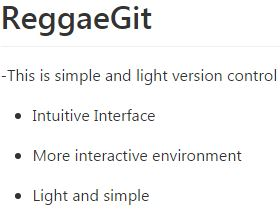 ReggaeGit
-This is simple and light version control
Intuitive Interface
More interactive environment
Light and simple